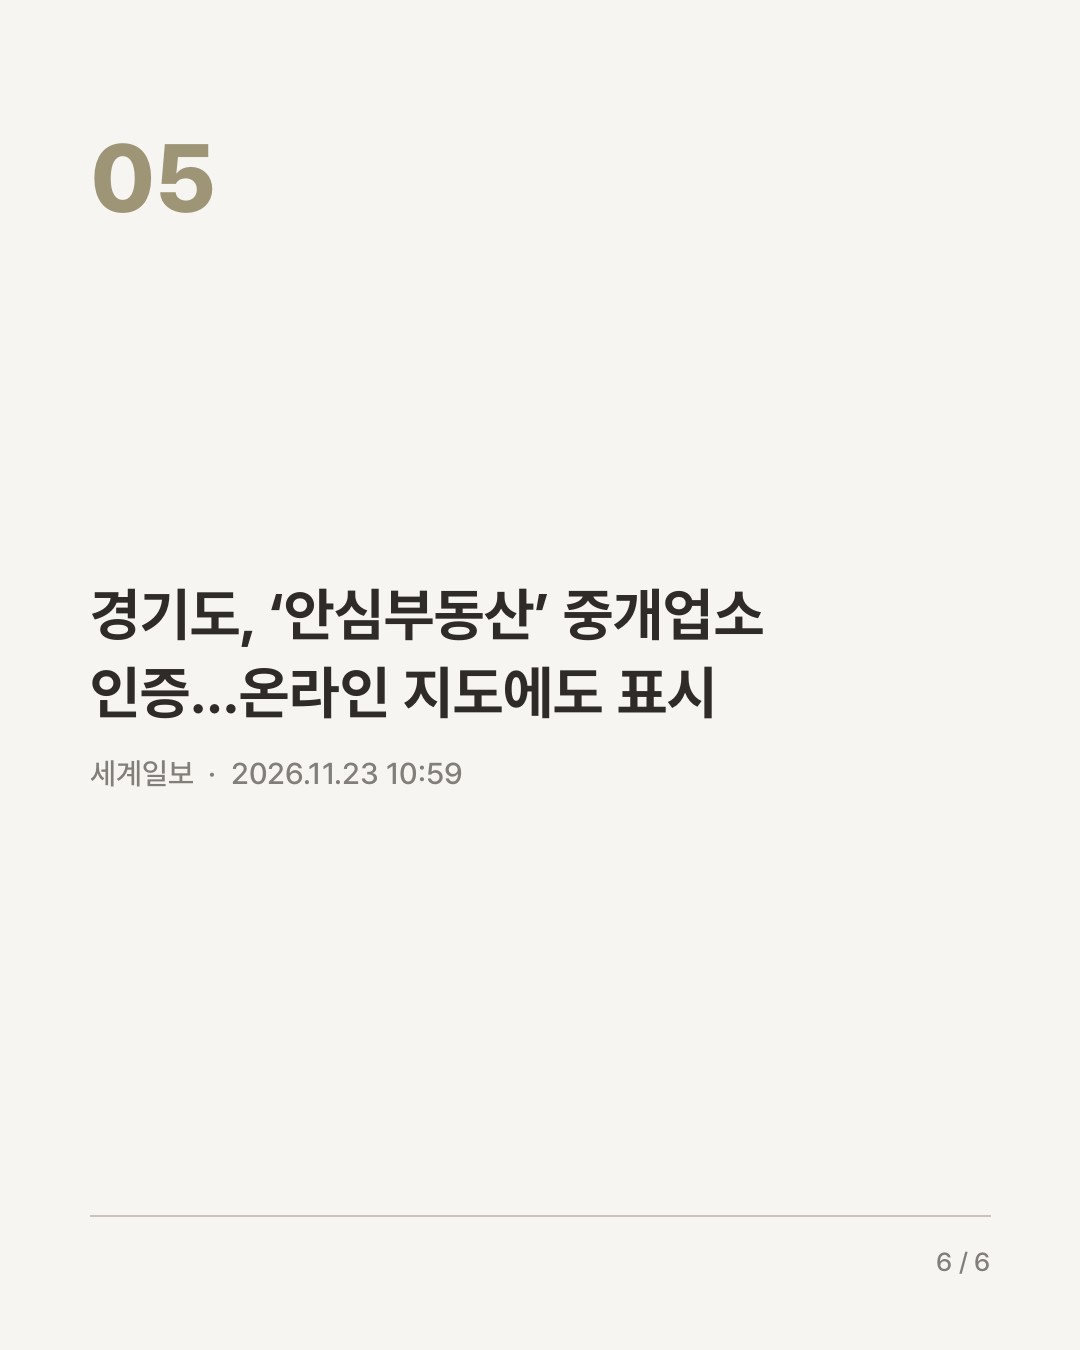 05
경기도, ‘안심부동산’ 중개업소
인증…온라인 지도에도 표시
세계일보 · 2026.11.23 10:59
6 / 6